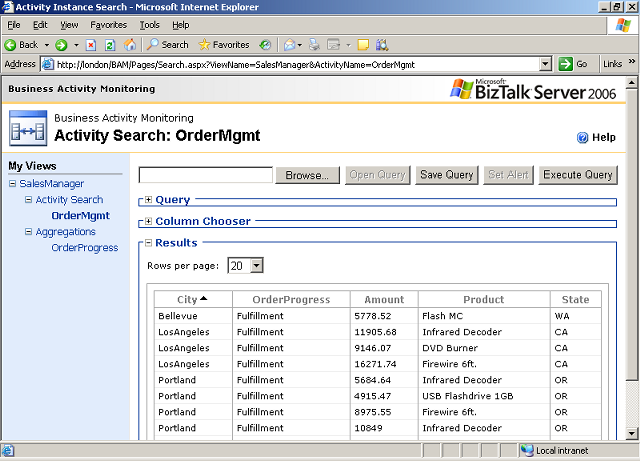 Activity Instance Search - Microsoft Internet Explorer
File Edit View Favorites Tools Help
Back Search Favorites
Address http://london/BAM/Pages/Search.aspx?ViewName=SalesManager&ActivityName=OrderMgmt Go Links »
Business Activity Monitoring
Microsoft
BizTalk Server 2006
Business Activity Monitoring
Activity Search: OrderMgmt
Help
My Views
SalesManager
Activity Search
OrderMgmt
Aggregations
OrderProgress
Browse... Open Query Save Query Set Alert Execute Query
Query
Column Chooser
Results
Rows per page: 20
City OrderProgress Amount Product State
Bellevue Fulfillment 5778.52 Flash MC WA
LosAngeles Fulfillment 11905.68 Infrared Decoder CA
LosAngeles Fulfillment 9146.07 DVD Burner CA
LosAngeles Fulfillment 16271.74 Firewire 6ft. CA
Portland Fulfillment 5684.64 Infrared Decoder OR
Portland Fulfillment 4915.47 USB Flashdrive 1GB OR
Portland Fulfillment 8975.55 Firewire 6ft. OR
Portland Fulfillment 10849 Infrared Decoder OR
Local intranet